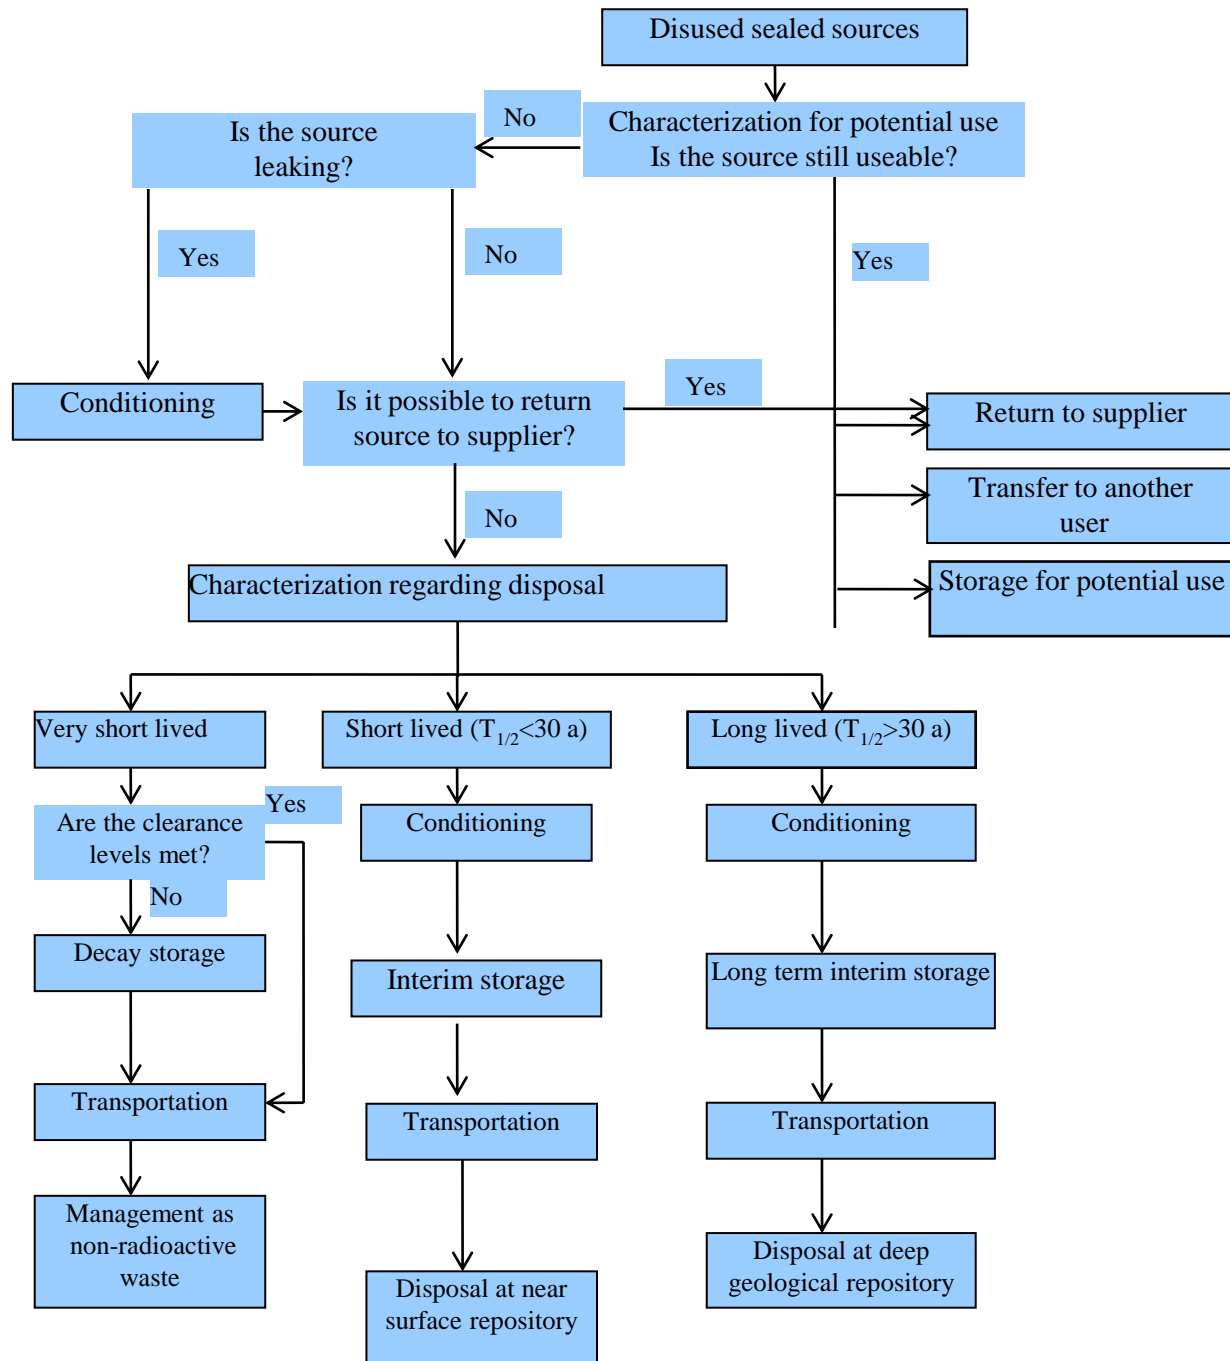 Disused sealed sources
No
Characterization for potential use
Is the source still useable?
Is the source
leaking?
Yes
No
Yes
Conditioning
Is it possible to return
source to supplier?
Yes
Return to supplier
Transfer to another
user
No
Storage for potential use
Characterization regarding disposal
Very short lived
Short lived (T1/2<30 a)
Long lived (T1/2>30 a)
Yes
Are the clearance
levels met?
Conditioning
Conditioning
No
Decay storage
Interim storage
Long term interim storage
Transportation
Transportation
Transportation
Management as
non-radioactive
waste
Disposal at near
surface repository
Disposal at deep
geological repository